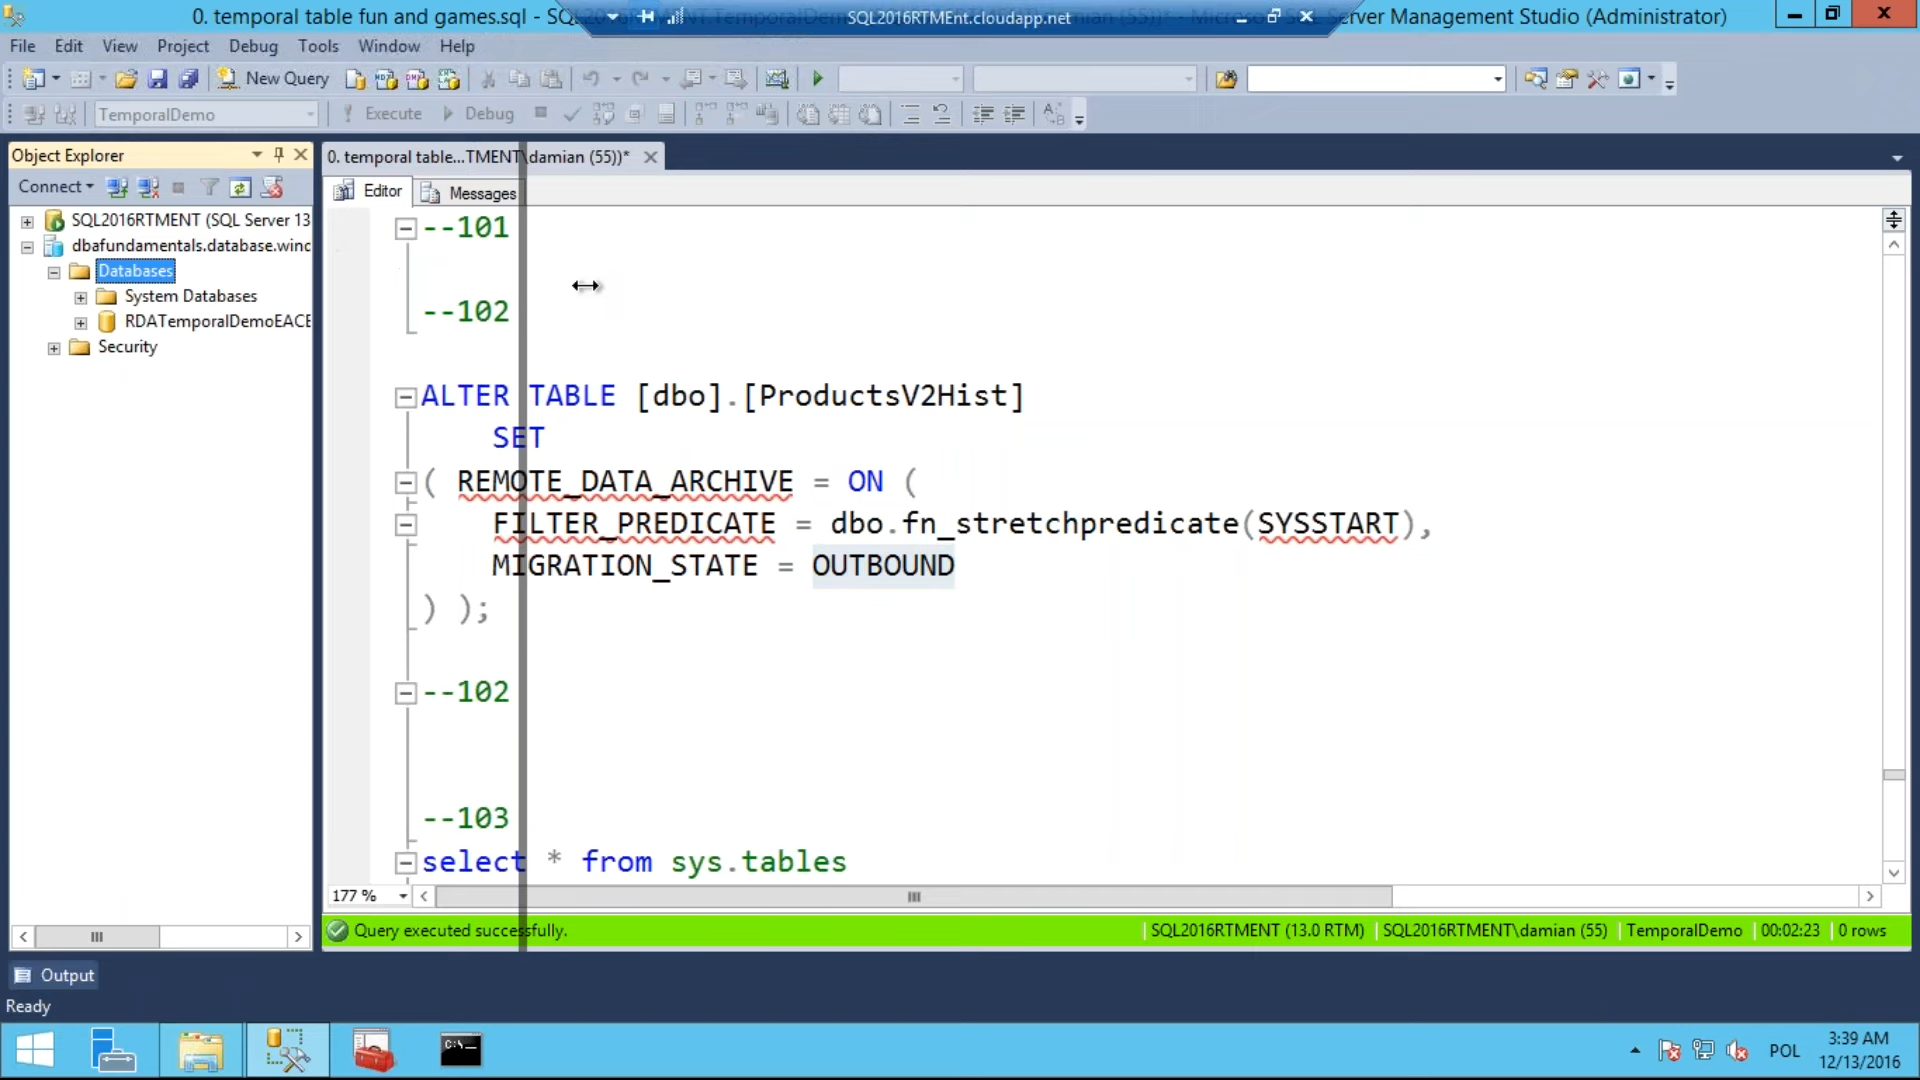 0. temporal table fun and games.sql - SQL2016RTMENT.TemporalDemo
SQL2016RTMEnt.cloudapp.net
Server Management Studio (Administrator)
File Edit View Project Debug Tools Window Help
New Query
TemporalDemo
Execute Debug
Object Explorer
0. temporal table...TMENT\damian (55))*
Connect
Editor Messages
SQL2016RTMENT (SQL Server 13
dbafundamentals.database.winc
Databases
System Databases
RDATemporalDemoEACE
Security
--101
--102
ALTER TABLE [dbo].[ProductsV2Hist]
SET
( REMOTE_DATA_ARCHIVE = ON (
FILTER_PREDICATE = dbo.fn_stretchpredicate(SYSSTART),
MIGRATION_STATE = OUTBOUND
) );
--102
--103
select * from sys.tables
177 %
Query executed successfully.
SQL2016RTMENT (13.0 RTM) SQL2016RTMENT\damian (55) TemporalDemo 00:02:23 0 rows
Output
Ready
C:\_
POL
3:39 AM
12/13/2016